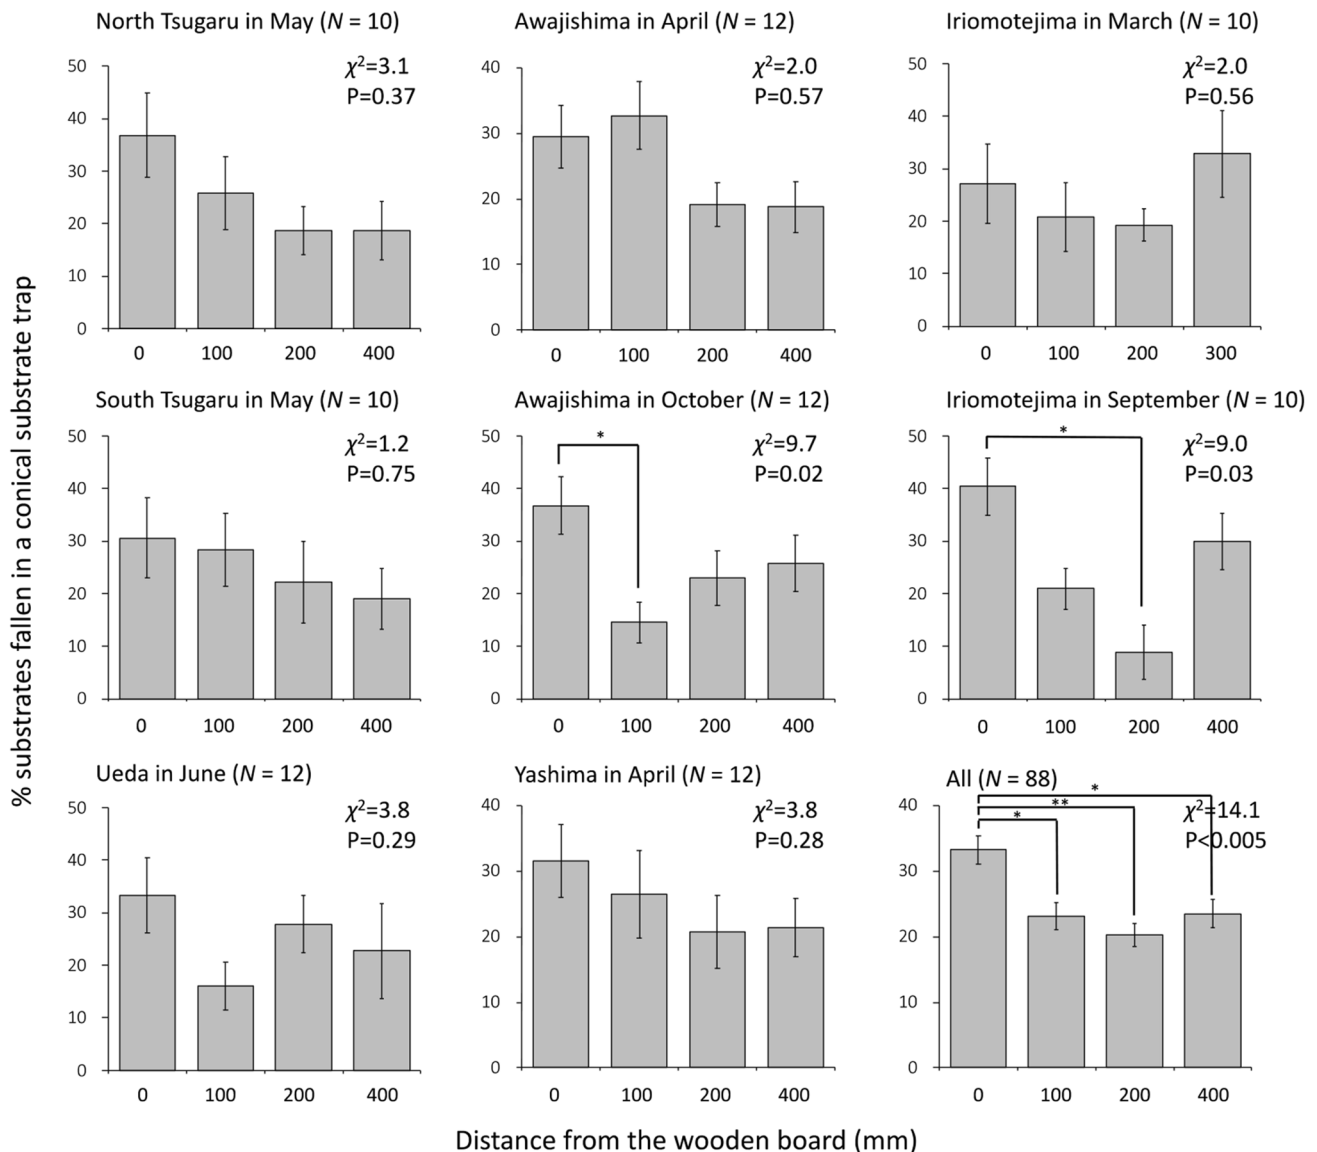 North Tsugaru in May (N = 10)
χ²=3.1
P=0.37
50
40
30
20
10
0
0 100 200 400
Awajishima in April (N = 12)
χ²=2.0
P=0.57
40
30
20
10
0
0 100 200 400
Iriomotejima in March (N = 10)
χ²=2.0
P=0.56
50
40
30
20
10
0
0 100 200 300
South Tsugaru in May (N = 10)
χ²=1.2
P=0.75
50
40
30
20
10
0
0 100 200 400
Awajishima in October (N = 12)
*
χ²=9.7
P=0.02
50
40
30
20
10
0
0 100 200 400
Iriomotejima in September (N = 10)
*
χ²=9.0
P=0.03
50
40
30
20
10
0
0 100 200 400
Ueda in June (N = 12)
χ²=3.8
P=0.29
50
40
30
20
10
0
0 100 200 400
Yashima in April (N = 12)
χ²=3.8
P=0.28
40
30
20
10
0
0 100 200 400
All (N = 88)
*
**
*
χ²=14.1
P<0.005
40
30
20
10
0
0 100 200 400
% substrates fallen in a conical substrate trap
Distance from the wooden board (mm)